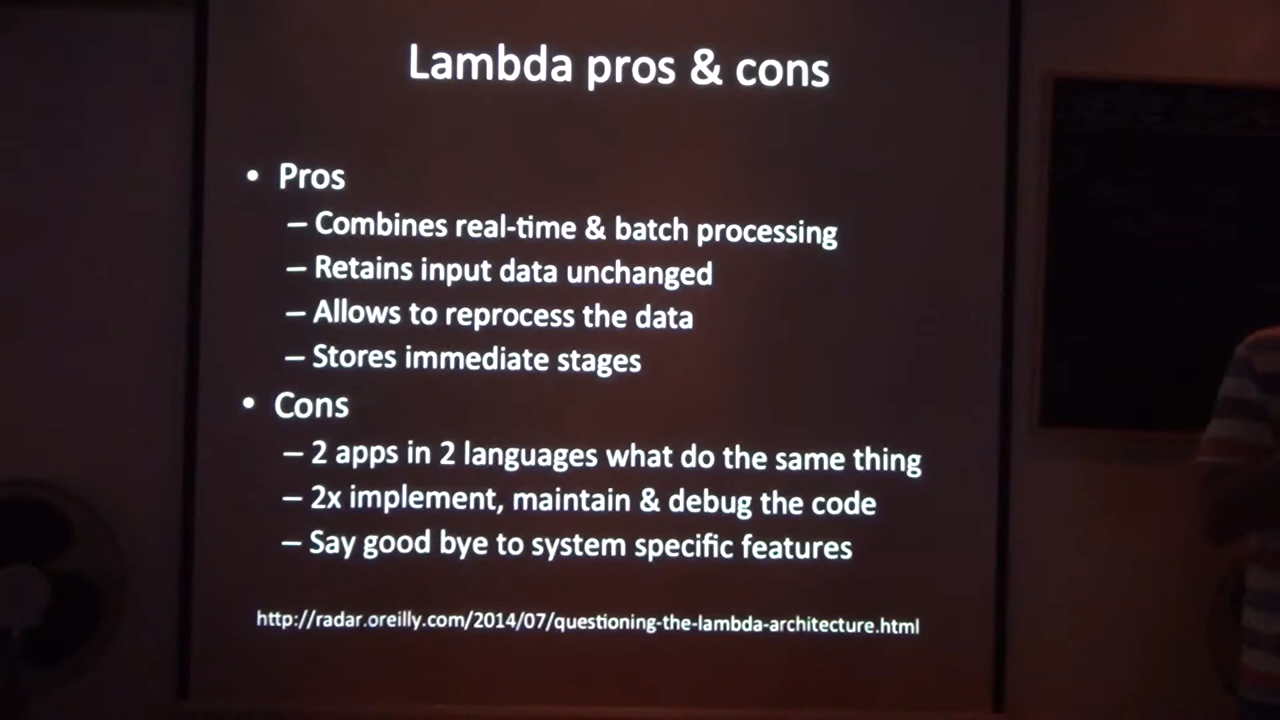 Lambda pros & cons
• Pros
– Combines real-time & batch processing
– Retains input data unchanged
– Allows to reprocess the data
– Stores immediate stages
• Cons
– 2 apps in 2 languages what do the same thing
– 2x implement, maintain & debug the code
– Say good bye to system specific features
http://radar.oreilly.com/2014/07/questioning-the-lambda-architecture.html